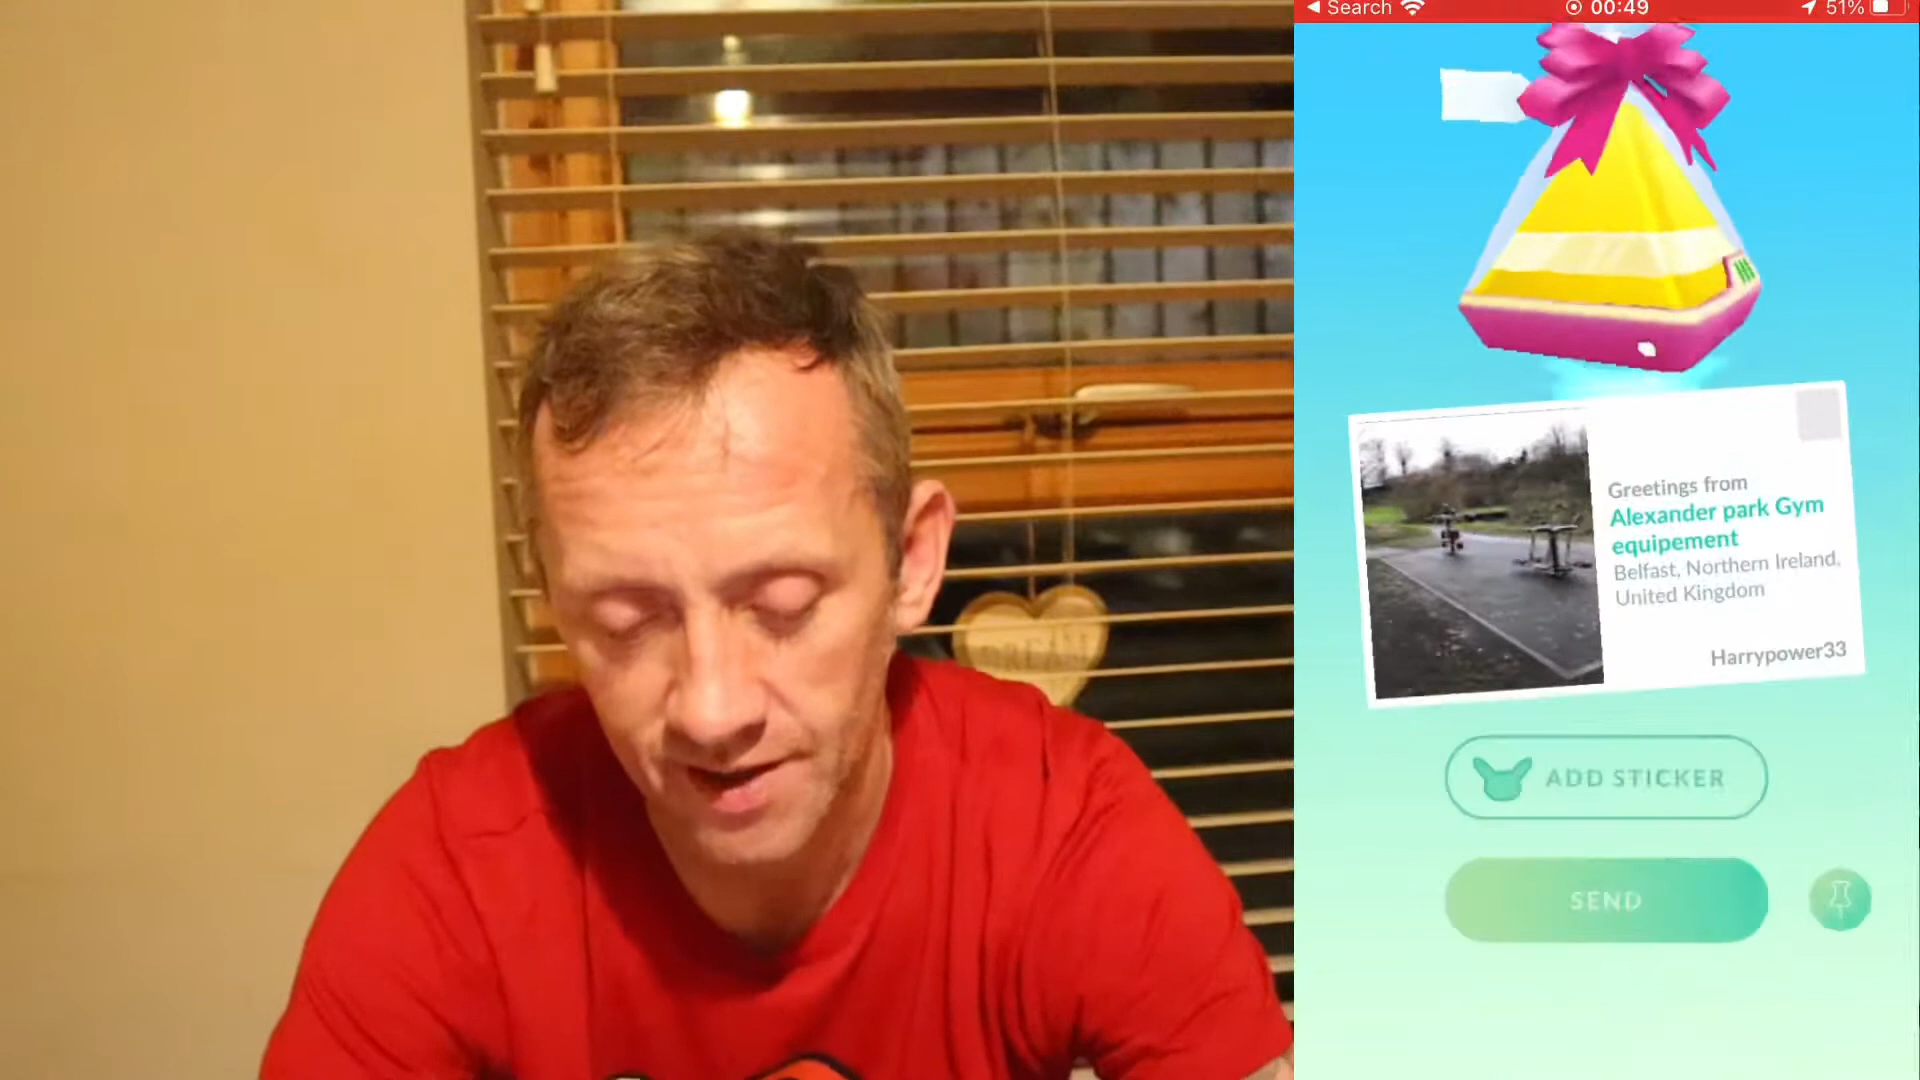 Search
00:49
51%
DREAM
Greetings from
Alexander park Gym
equipement
Belfast, Northern Ireland,
United Kingdom
Harrypower33
ADD STICKER
SEND